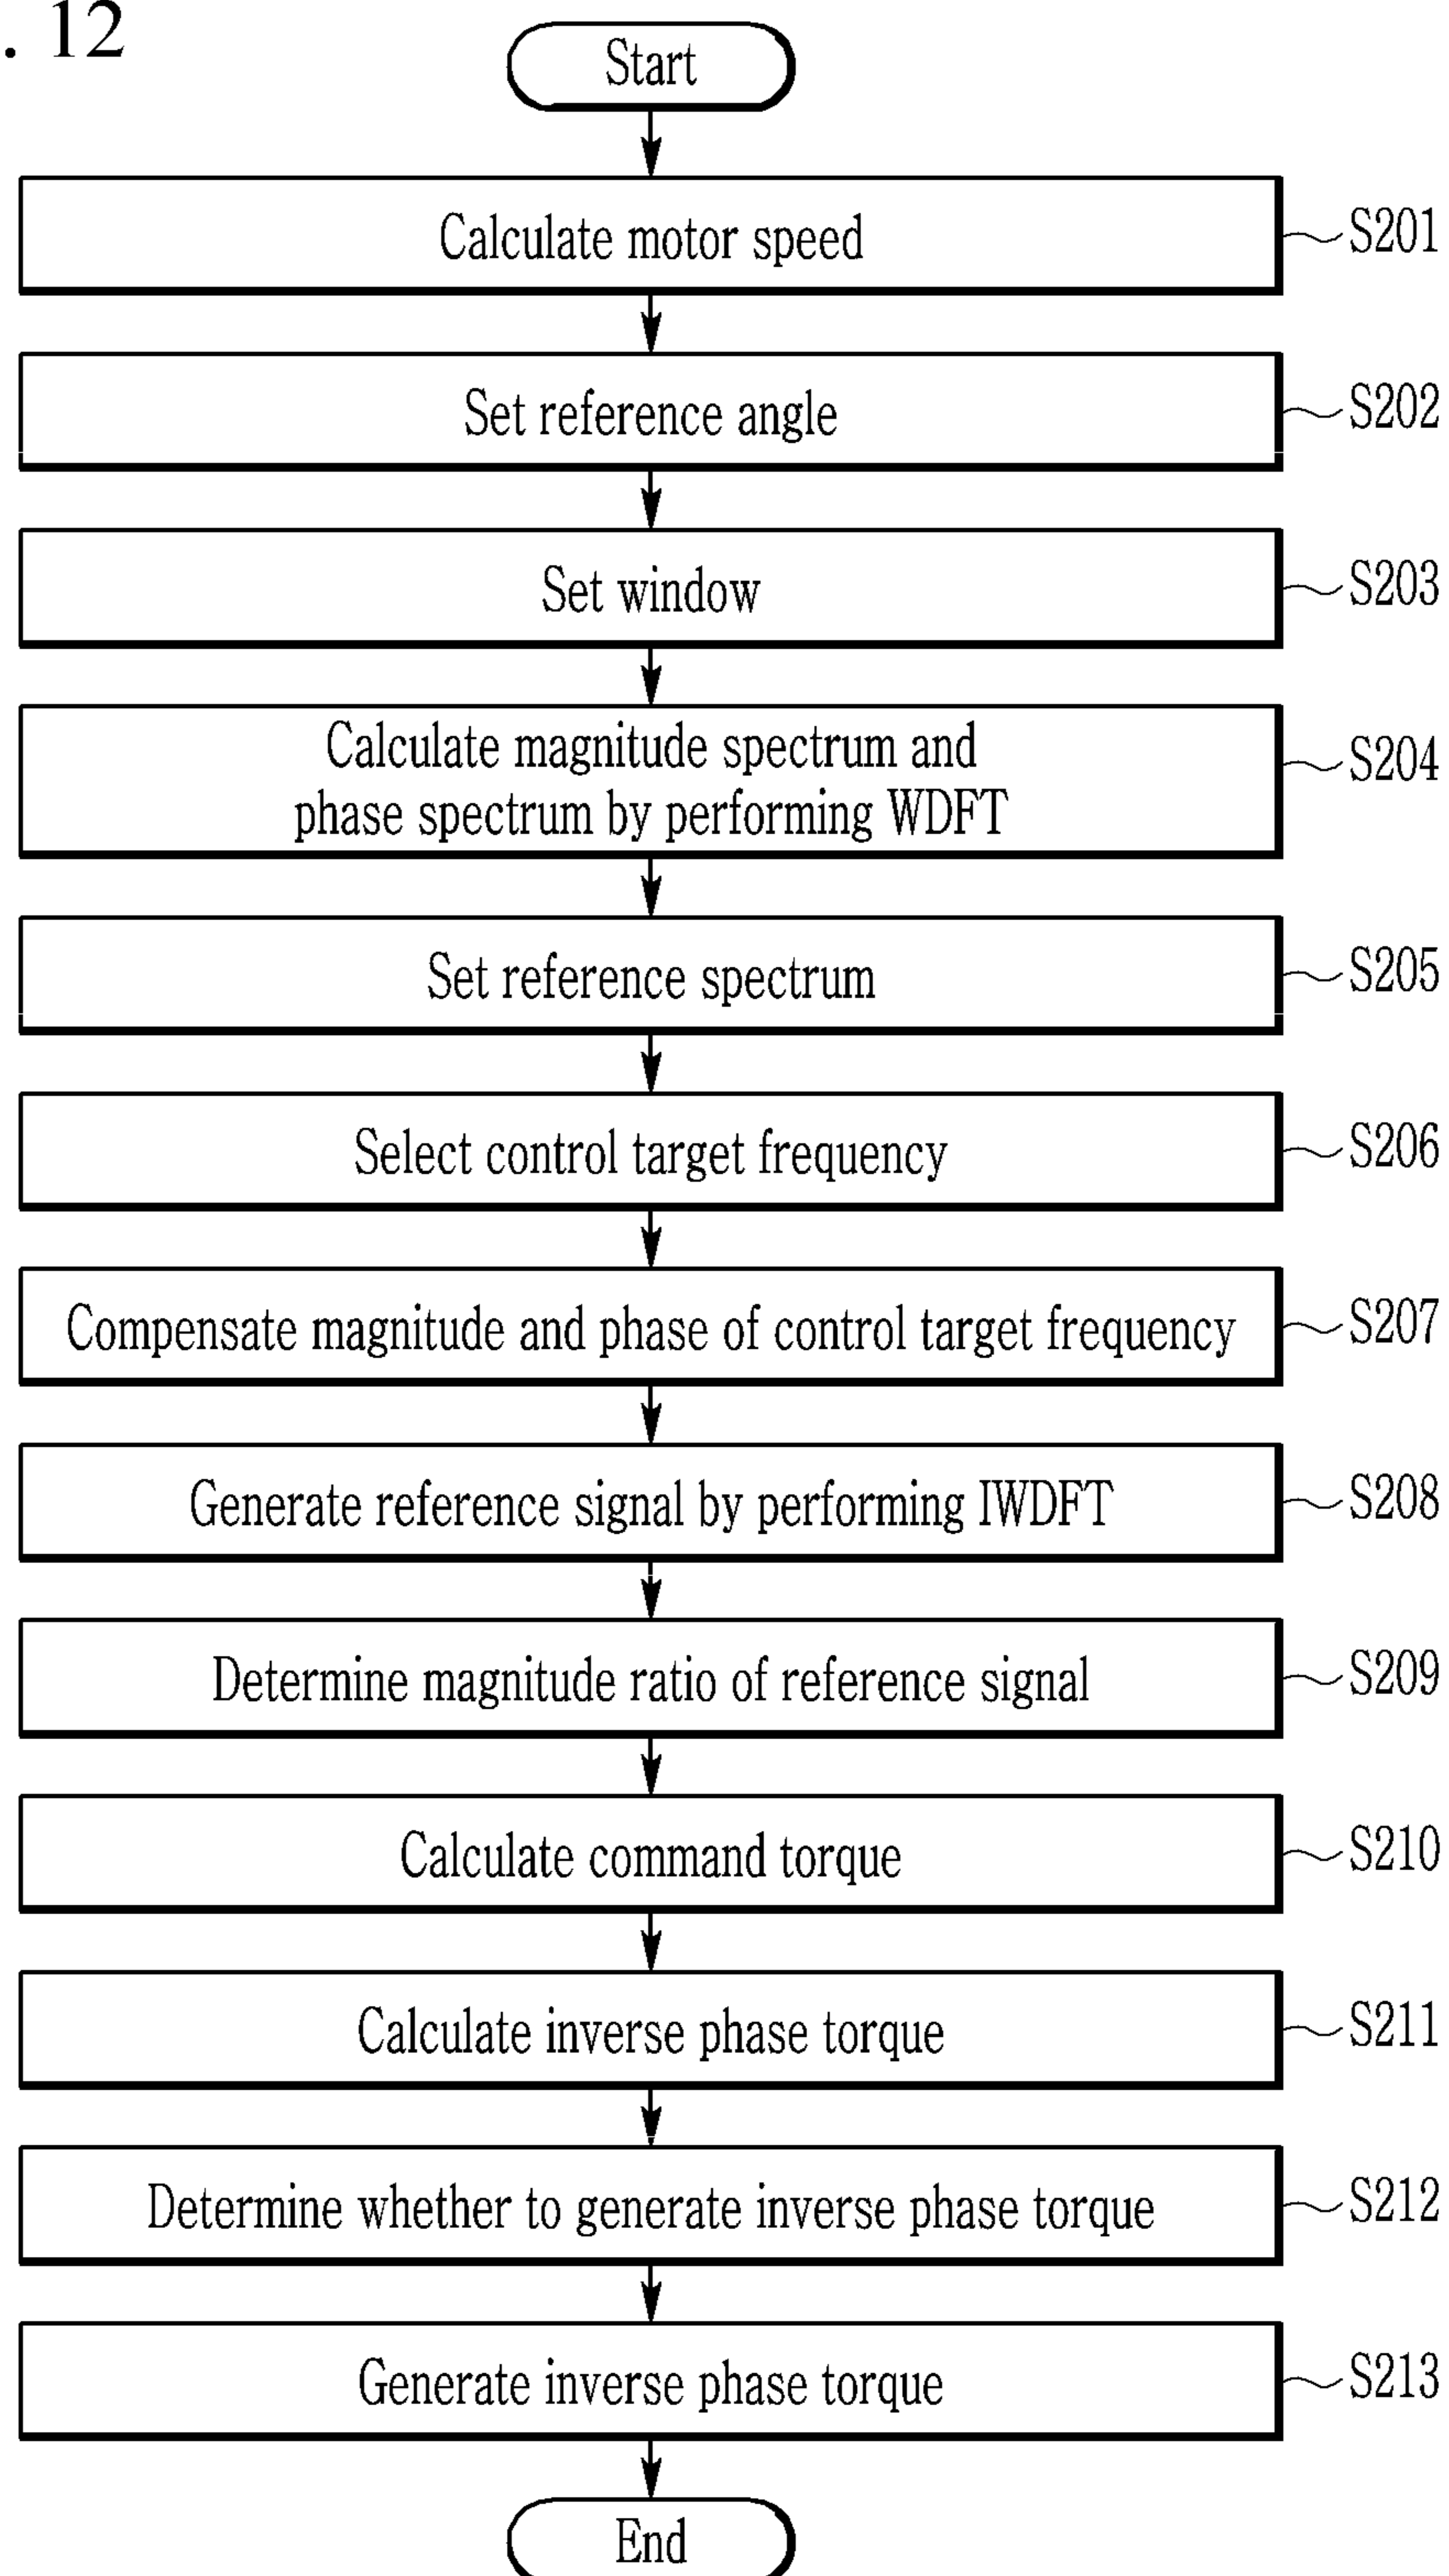 . 12
Start
Calculate motor speed
S201
Set reference angle
S202
Set window
S203
Calculate magnitude spectrum and
phase spectrum by performing WDFT
S204
Set reference spectrum
S205
Select control target frequency
S206
Compensate magnitude and phase of control target frequency
S207
Generate reference signal by performing IWDFT
S208
Determine magnitude ratio of reference signal
S209
Calculate command torque
S210
Calculate inverse phase torque
S211
Determine whether to generate inverse phase torque
S212
Generate inverse phase torque
S213
End